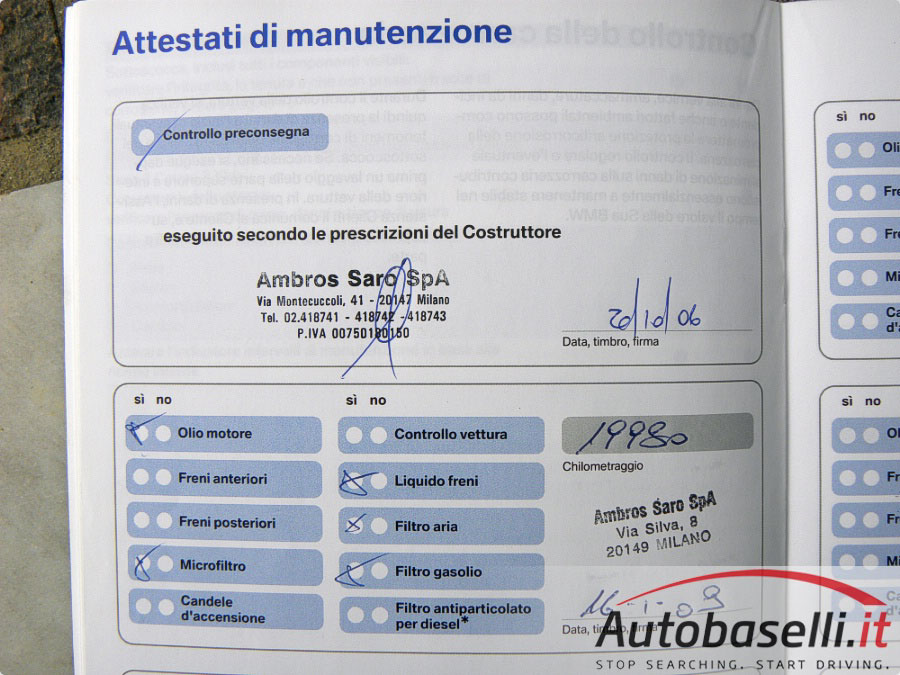 Attestati di manutenzione
Controllo preconsegna
eseguito secondo le prescrizioni del Costruttore
Ambros Saro SpA
Via Montecuccoli, 41 - 20147 Milano
Tel. 02.418741 - 418742 - 418743
P.IVA 00750180150
20/10/06
Data, timbro, firma
sì no
Olio motore
Freni anteriori
Freni posteriori
Microfiltro
Candele
d'accensione
sì no
Controllo vettura
Liquido freni
Filtro aria
Filtro gasolio
Filtro antiparticolato
per diesel*
19980
Chilometraggio
Ambros Saro SpA
Via Silva, 8
20149 MILANO
16-1-09
Data, timbro, firma
sì no
sì no
Autobaselli.it
STOP SEARCHING. START DRIVING.